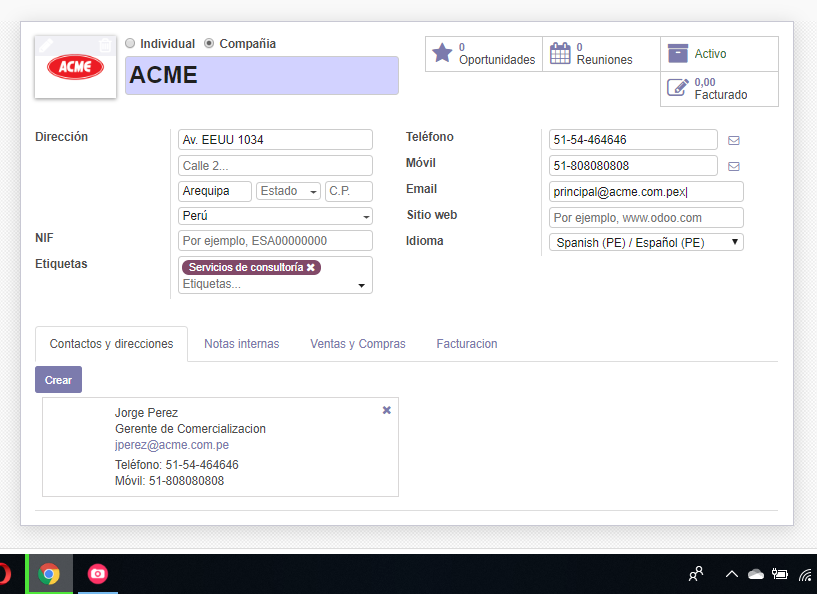 ACME
Individual Compañia
ACME
0
Oportunidades
0
Reuniones
Activo
0,00
Facturado
Dirección
Av. EEUU 1034
Calle 2...
Arequipa Estado C.P.
Perú
NIF Por ejemplo, ESA00000000
Etiquetas Servicios de consultoría ✖
Etiquetas...
Teléfono 51-54-464646
Móvil 51-808080808
Email principal@acme.com.pex
Sitio web Por ejemplo, www.odoo.com
Idioma Spanish (PE) / Español (PE)
Contactos y direcciones Notas internas Ventas y Compras Facturacion
Crear
Jorge Perez
Gerente de Comercializacion
jperez@acme.com.pe
Teléfono: 51-54-464646
Móvil: 51-808080808